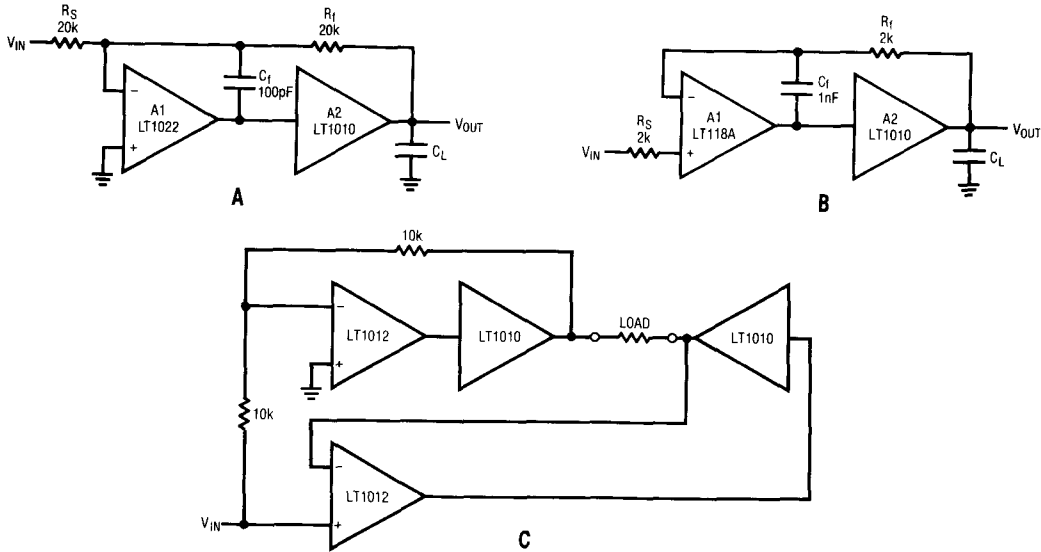 RS
20k
VIN
Rf
20k
Cf
100pF
−
+
A1
LT1022
A2
LT1010
VOUT
CL
A
Rf
2k
Cf
1nF
RS
2k
VIN
−
+
A1
LT118A
A2
LT1010
VOUT
CL
B
10k
−
+
LT1012
LT1010
LOAD
LT1010
10k
−
+
LT1012
VIN
C